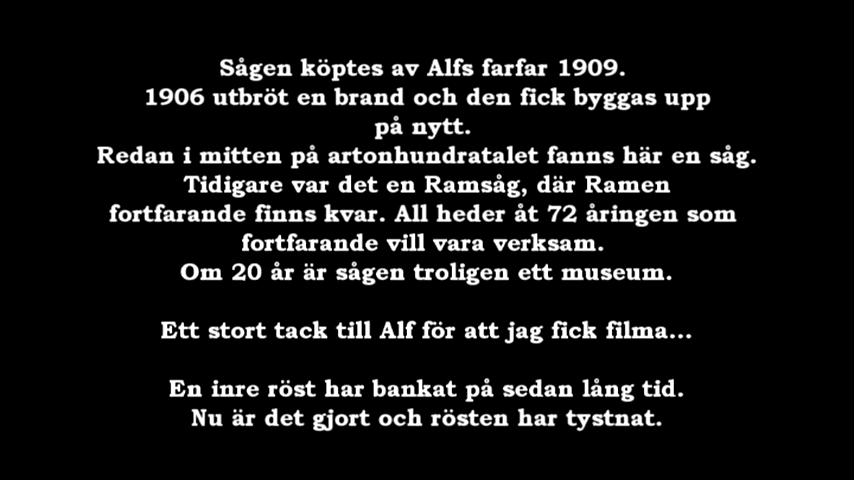 Sågen köptes av Alfs farfar 1909.
1906 utbröt en brand och den fick byggas upp
på nytt.
Redan i mitten på artonhundratalet fanns här en såg.
Tidigare var det en Ramsåg, där Ramen
fortfarande finns kvar. All heder åt 72 åringen som
fortfarande vill vara verksam.
Om 20 år är sågen troligen ett museum.
Ett stort tack till Alf för att jag fick filma...
En inre röst har bankat på sedan lång tid.
Nu är det gjort och rösten har tystnat.